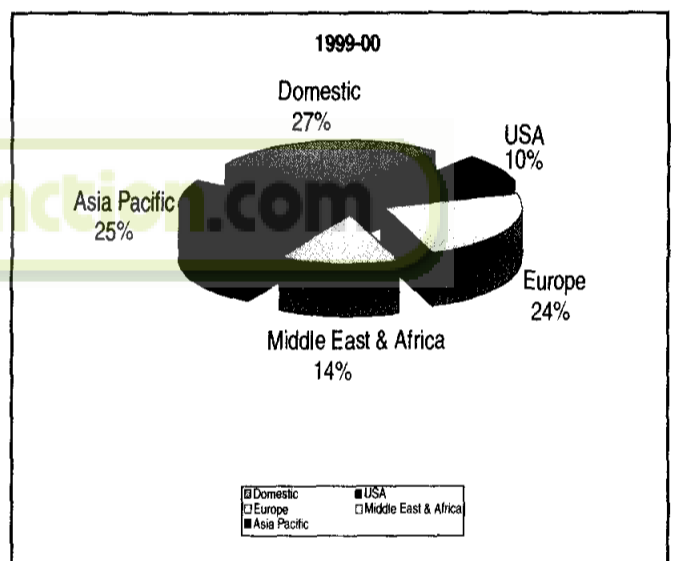 1999-00
Domestic
27%
USA
10%
nction.com
Asia Pacific
25%
Europe
24%
Middle East & Africa
14%
Domestic
USA
Europe
Middle East & Africa
Asia Pacific